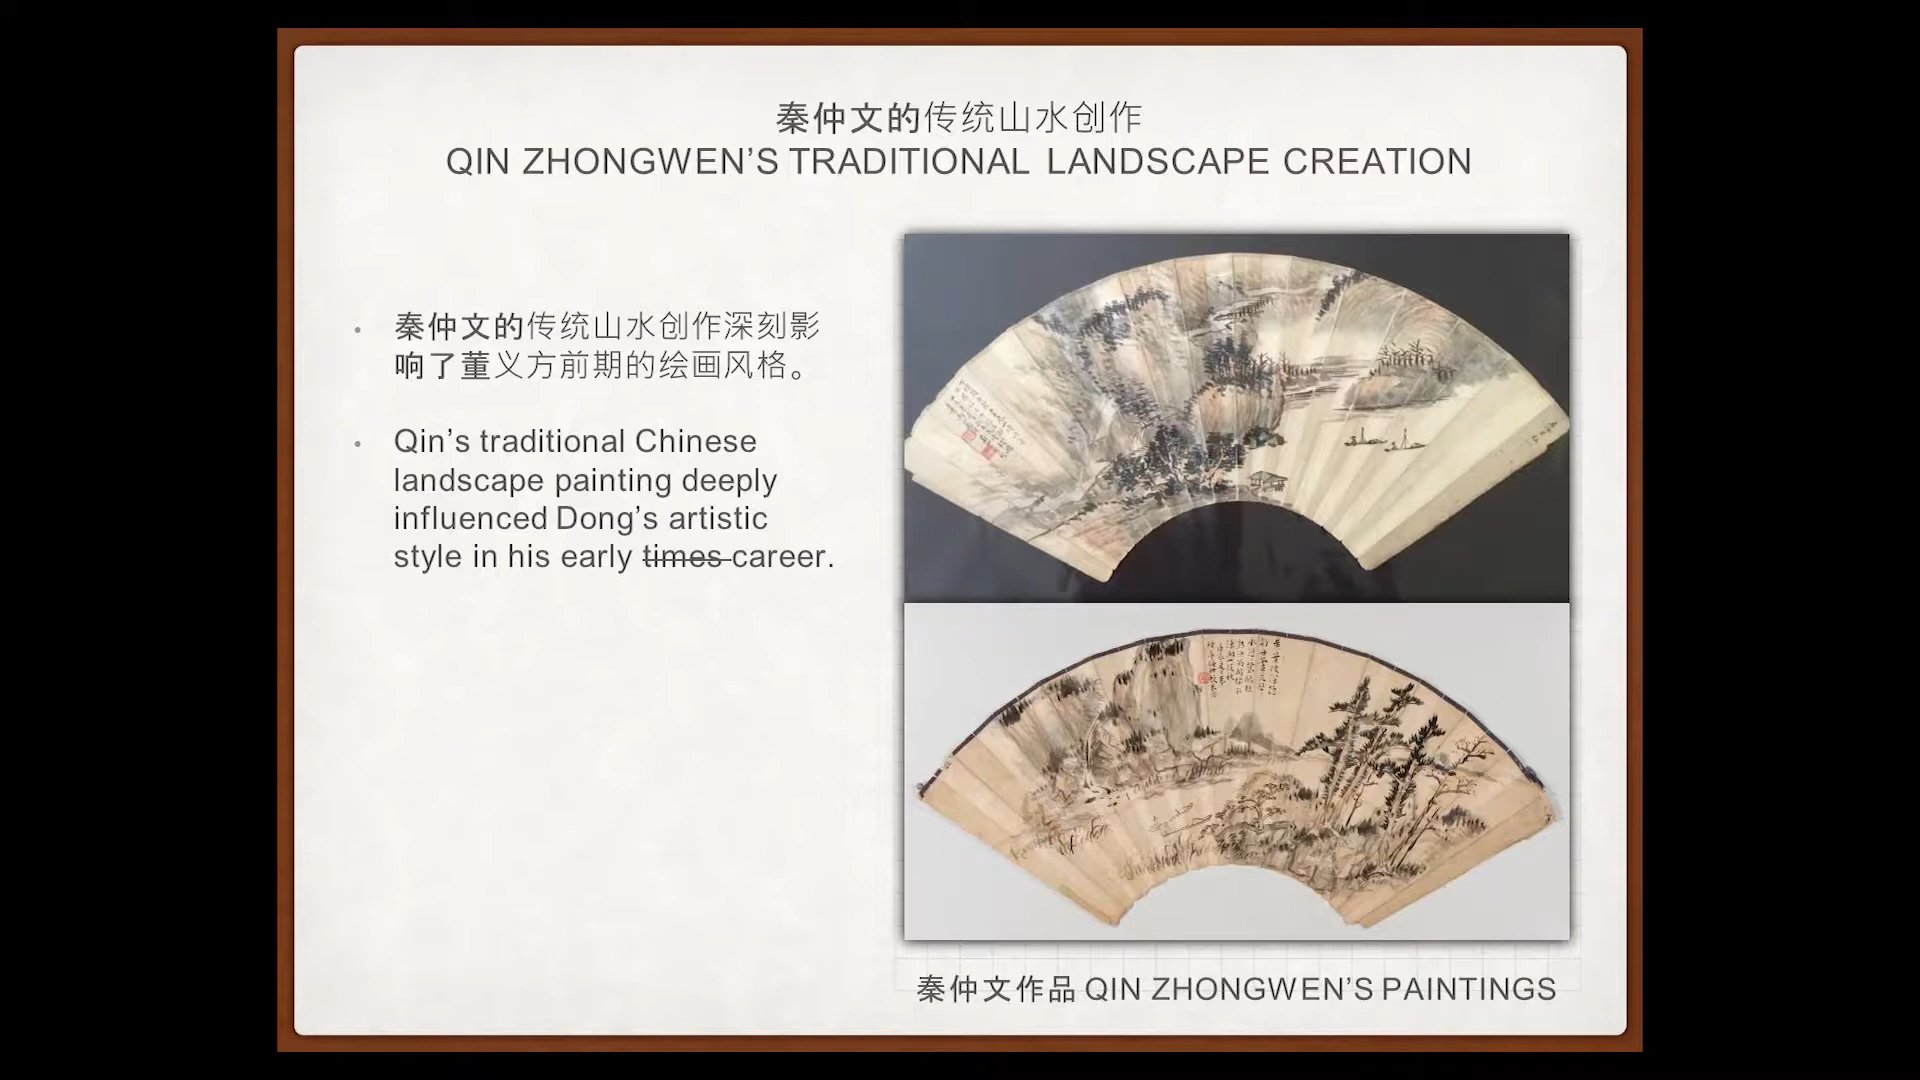 秦仲文的传统山水创作
QIN ZHONGWEN’S TRADITIONAL LANDSCAPE CREATION
• 秦仲文的传统山水创作深刻影
响了董义方前期的绘画风格。
• Qin’s traditional Chinese
landscape painting deeply
influenced Dong’s artistic
style in his early times career.
秦仲文作品 QIN ZHONGWEN’S PAINTINGS